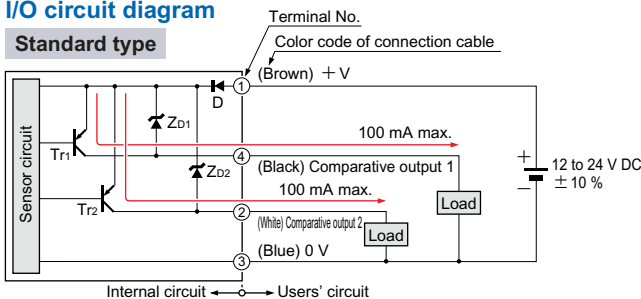 I/O circuit diagram
Standard type
Terminal No.
Color code of connection cable
(Brown) +V
1
D
ZD1
Tr1
100 mA max.
4
(Black) Comparative output 1
ZD2
100 mA max.
Tr2
2
(White) Comparative output 2
Load
Load
+
−
12 to 24 V DC
± 10 %
Sensor circuit
3
(Blue) 0 V
Internal circuit
Users' circuit